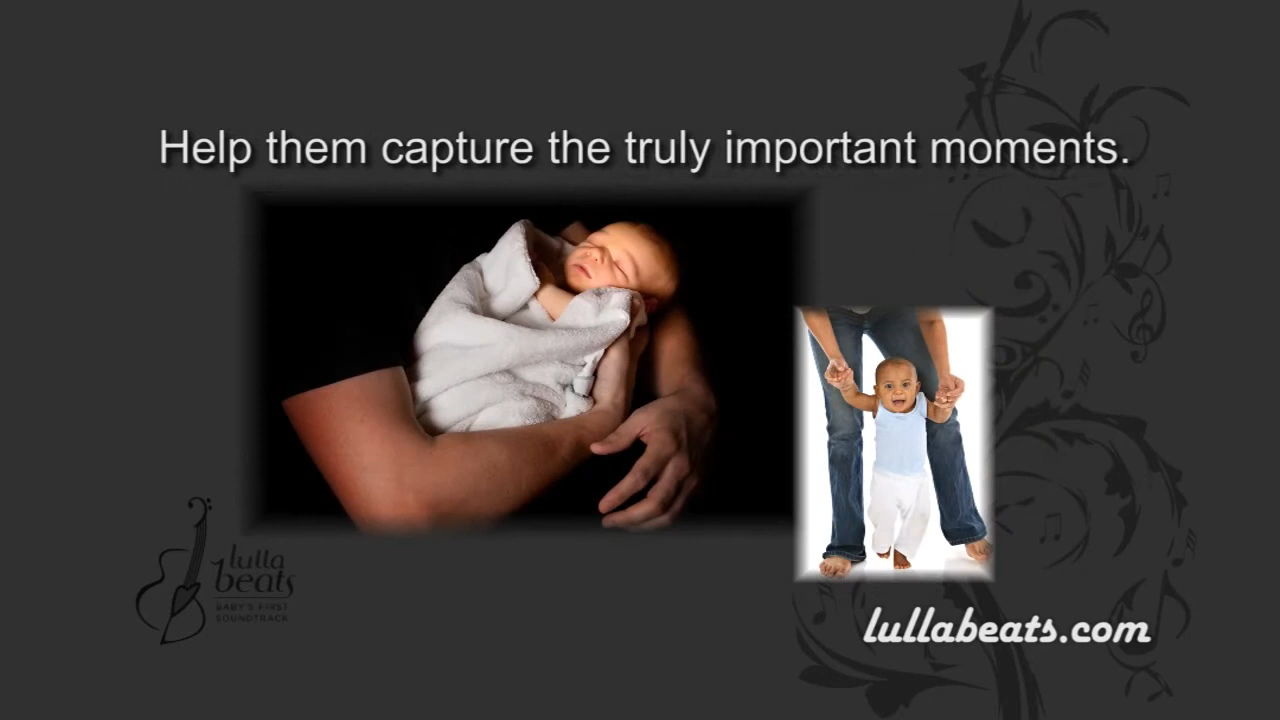 Help them capture the truly important moments.
lulla
beats
BABY'S FIRST
SOUNDTRACK
lullabeats.com